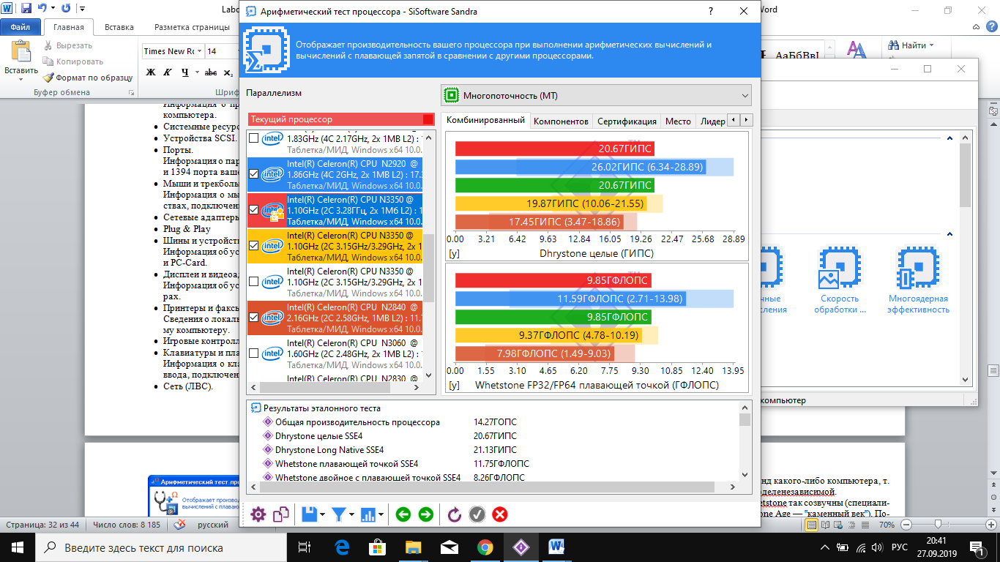 Labo
Арифметический тест процессора - SiSoftware Sandra
?
Word
Файл
Главная
Вставка
Разметка страницы
Вставить
Вырезать
Копировать
Формат по образцу
Буфер обмена
Times New Ro
14
Ж К Ч abc x₂
Шриф
АаБбВвІ
Найти
Отображает производительность вашего процессора при выполнении арифметических вычислений и
вычислений с плавающей запятой в сравнении с другими процессорами.
Параллелизм
Многопоточность (MT)
Текущий процессор
Комбинированный
Компонентов
Сертификация
Место
Лидер
компьютера.
• Системные ресурс
• Устройства SCSI.
• Порты.
Информация о пар
и 1394 порта ваше
• Мыши и трекболь
Информация о мы
ствах, подключенн
• Сетевые адаптеры
• Plug & Play
• Шины и устройств
Информация об ус
и PC-Card.
• Дисплеи и видеоад
Информация об ус
рах.
• Принтеры и факсы
Сведения о локаль
му компьютеру.
• Игровые контролл
• Клавиатуры и пла
Информация о кла
ввода, подключенн
• Сеть (ЛВС).
1.83GHz (4C 2.17GHz, 2x 1MB L2) :
Таблетка/МИД, Windows x64 10.0.
Intel(R) Celeron(R) CPU N2920 @
1.86GHz (4C 2GHz, 2x 1MB L2) : 17.
Таблетка/МИД, Windows x64 10.0.
Intel(R) Celeron(R) CPU N3350 @
1.10GHz (2C 3.28ГГц, 2x 1Мб L2) : 1
Таблетка/МИД, Windows x64 10.0.
Intel(R) Celeron(R) CPU N3350 @
1.10GHz (2C 3.15GHz/3.29GHz, 2x 1
Таблетка/МИД, Windows x64 10.0.
Intel(R) Celeron(R) CPU N3350 @
1.10GHz (2C 3.15GHz/3.29GHz, 2x 1
Таблетка/МИД, Windows x64 10.0.
Intel(R) Celeron(R) CPU N2840 @
2.16GHz (2C 2.58GHz, 1MB L2) : 11.
Таблетка/МИД, Windows x64 10.0.
Intel(R) Celeron(R) CPU N3060 @
1.60GHz (2C 2.48GHz, 2x 1MB L2) :
Таблетка/МИД, Windows x64 10.0.
Intel(R) Celeron(R) CPU N2830 @
20.67ГИПС
26.02ГИПС (6.34-28.89)
20.67ГИПС
19.87ГИПС (10.06-21.55)
17.45ГИПС (3.47-18.86)
0.00 3.21 6.42 9.63 12.84 16.05 19.26 22.47 25.68 28.89
[y] Dhrystone целые (ГИПС)
9.85ГФЛОПС
11.59ГФЛОПС (2.71-13.98)
9.85ГФЛОПС
9.37ГФЛОПС (4.78-10.19)
7.98ГФЛОПС (1.49-9.03)
0.00 1.55 3.10 4.65 6.20 7.75 9.30 10.85 12.40 13.95
[y] Whetstone FP32/FP64 плавающей точкой (ГФЛОПС)
Скорость
обработки ...
Многоядерная
эффективность
чные
сления
компьютер
Результаты эталонного теста
Общая производительность процессора 14.27ГОПС
Dhrystone целые SSE4 20.67ГИПС
Dhrystone Long Native SSE4 21.13ГИПС
Whetstone плавающей точкой SSE4 11.75ГФЛОПС
Whetstone двойное с плавающей точкой SSE4 8.26ГФЛОПС
Арифметический тест про
Отображает произво
вычислений с плаваю
нд какого-либо компьютера, т.
оделенезависимой.
etstone так созвучны (специали-
one Age — "каменный век"). По-
Страница: 32 из 44
Число слов: 8 185
русский
70%
Введите здесь текст для поиска
РУС
20:41
27.09.2019
1